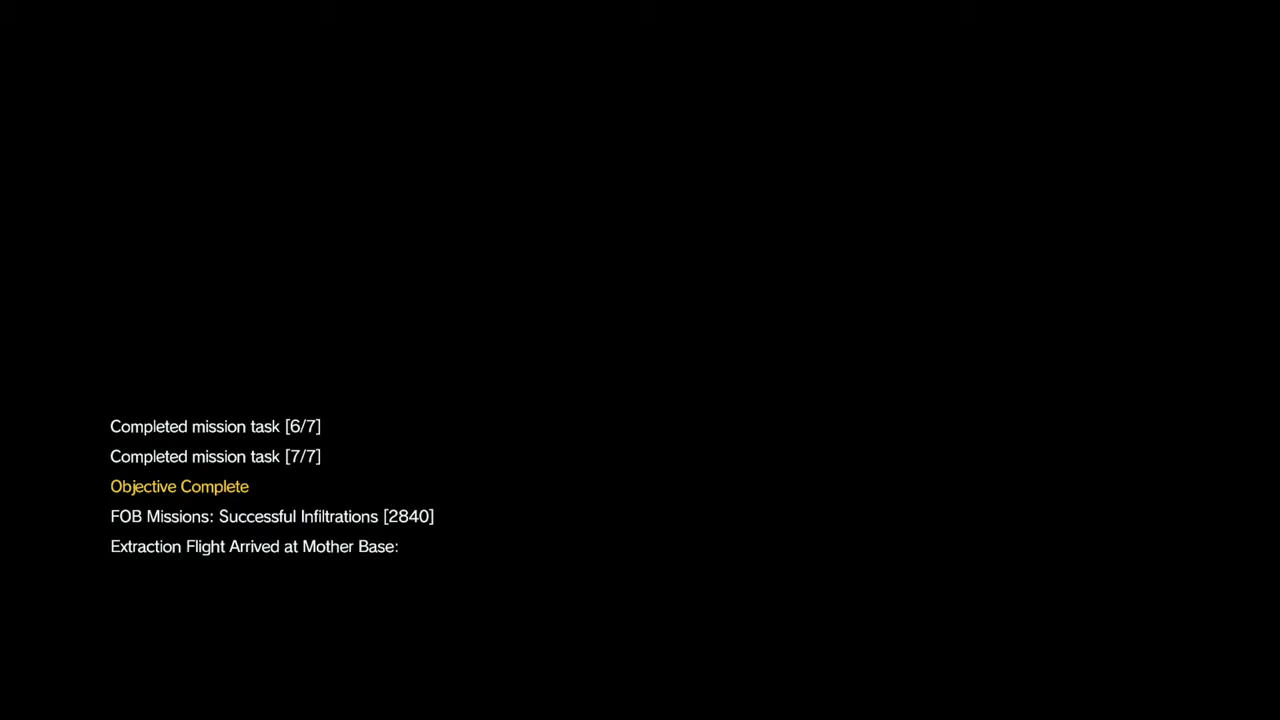 Completed mission task [6/7]
Completed mission task [7/7]
Objective Complete
FOB Missions: Successful Infiltrations [2840]
Extraction Flight Arrived at Mother Base: